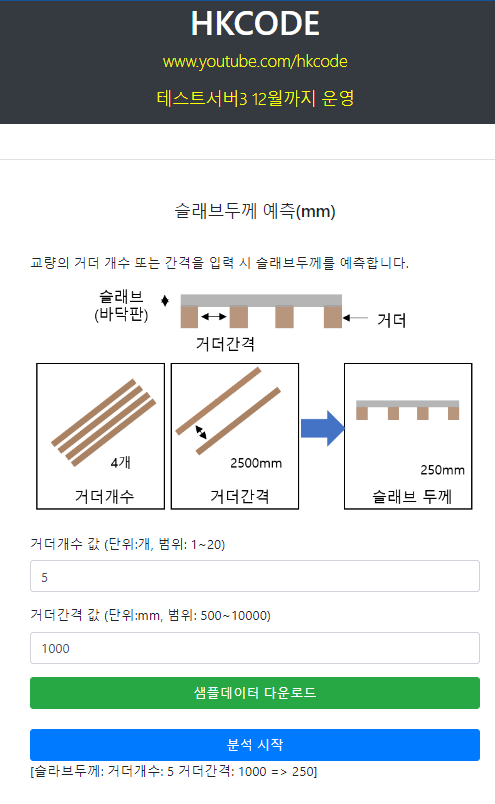 HKCODE
www.youtube.com/hkcode
테스트서버3 12월까지 운영
슬래브두께 예측(mm)
교량의 거더 개수 또는 간격을 입력 시 슬래브두께를 예측합니다.
슬래브
(바닥판)
거더
거더간격
4개
거더개수
2500mm
거더간격
250mm
슬래브 두께
거더개수 값 (단위:개, 범위: 1~20)
5
거더간격 값 (단위:mm, 범위: 500~10000)
1000
샘플데이터 다운로드
분석 시작
[슬라브두께: 거더개수: 5 거더간격: 1000 => 250]